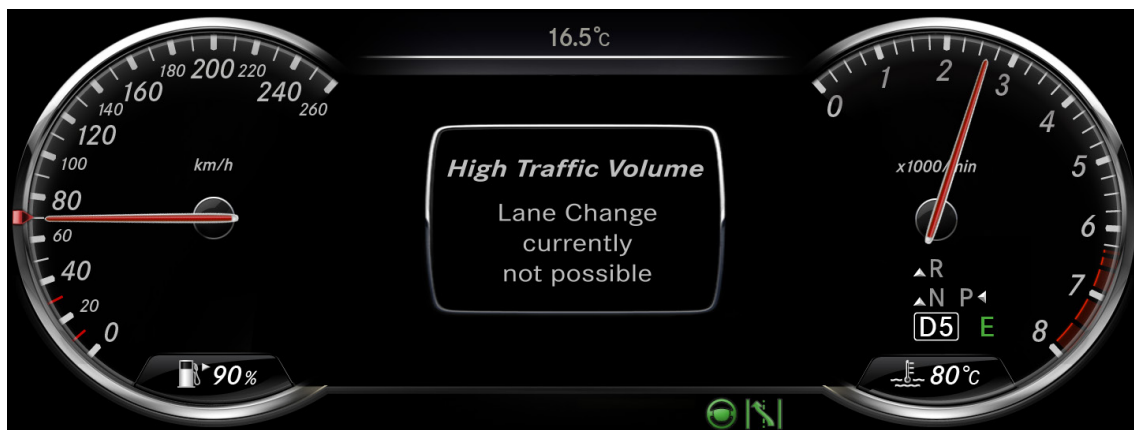 16.5°c
0
20
40
60
80
100
120
140
160
180
200
220
240
260
km/h
High Traffic Volume
Lane Change
currently
not possible
0
1
2
3
4
5
6
7
8
x1000/min
R
N P
D5 E
90%
80°C